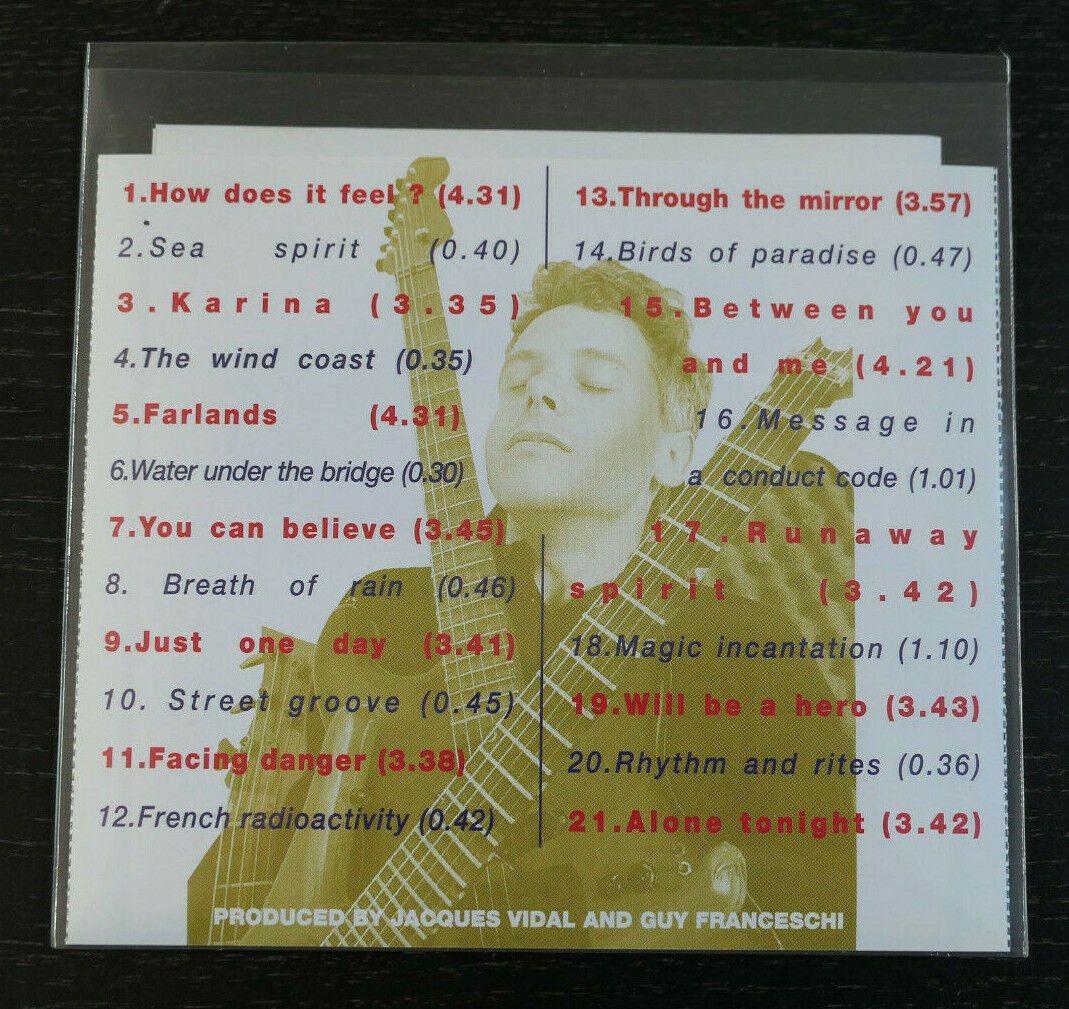 1.How does it feel ? (4.31)
2.Sea spirit (0.40)
3.Karina (3.35)
4.The wind coast (0.35)
5.Farlands (4.31)
6.Water under the bridge (0.30)
7.You can believe (3.45)
8. Breath of rain (0.46)
9.Just one day (3.41)
10. Street groove (0.45)
11.Facing danger (3.38)
12.French radioactivity (0.42)
13.Through the mirror (3.57)
14.Birds of paradise (0.47)
15.Between you
and me (4.21)
16.Message in
a conduct code (1.01)
17.Runaway
spirit (3.42)
18.Magic incantation (1.10)
19.Will be a hero (3.43)
20.Rhythm and rites (0.36)
21.Alone tonight (3.42)
PRODUCED BY JACQUES VIDAL AND GUY FRANCESCHI